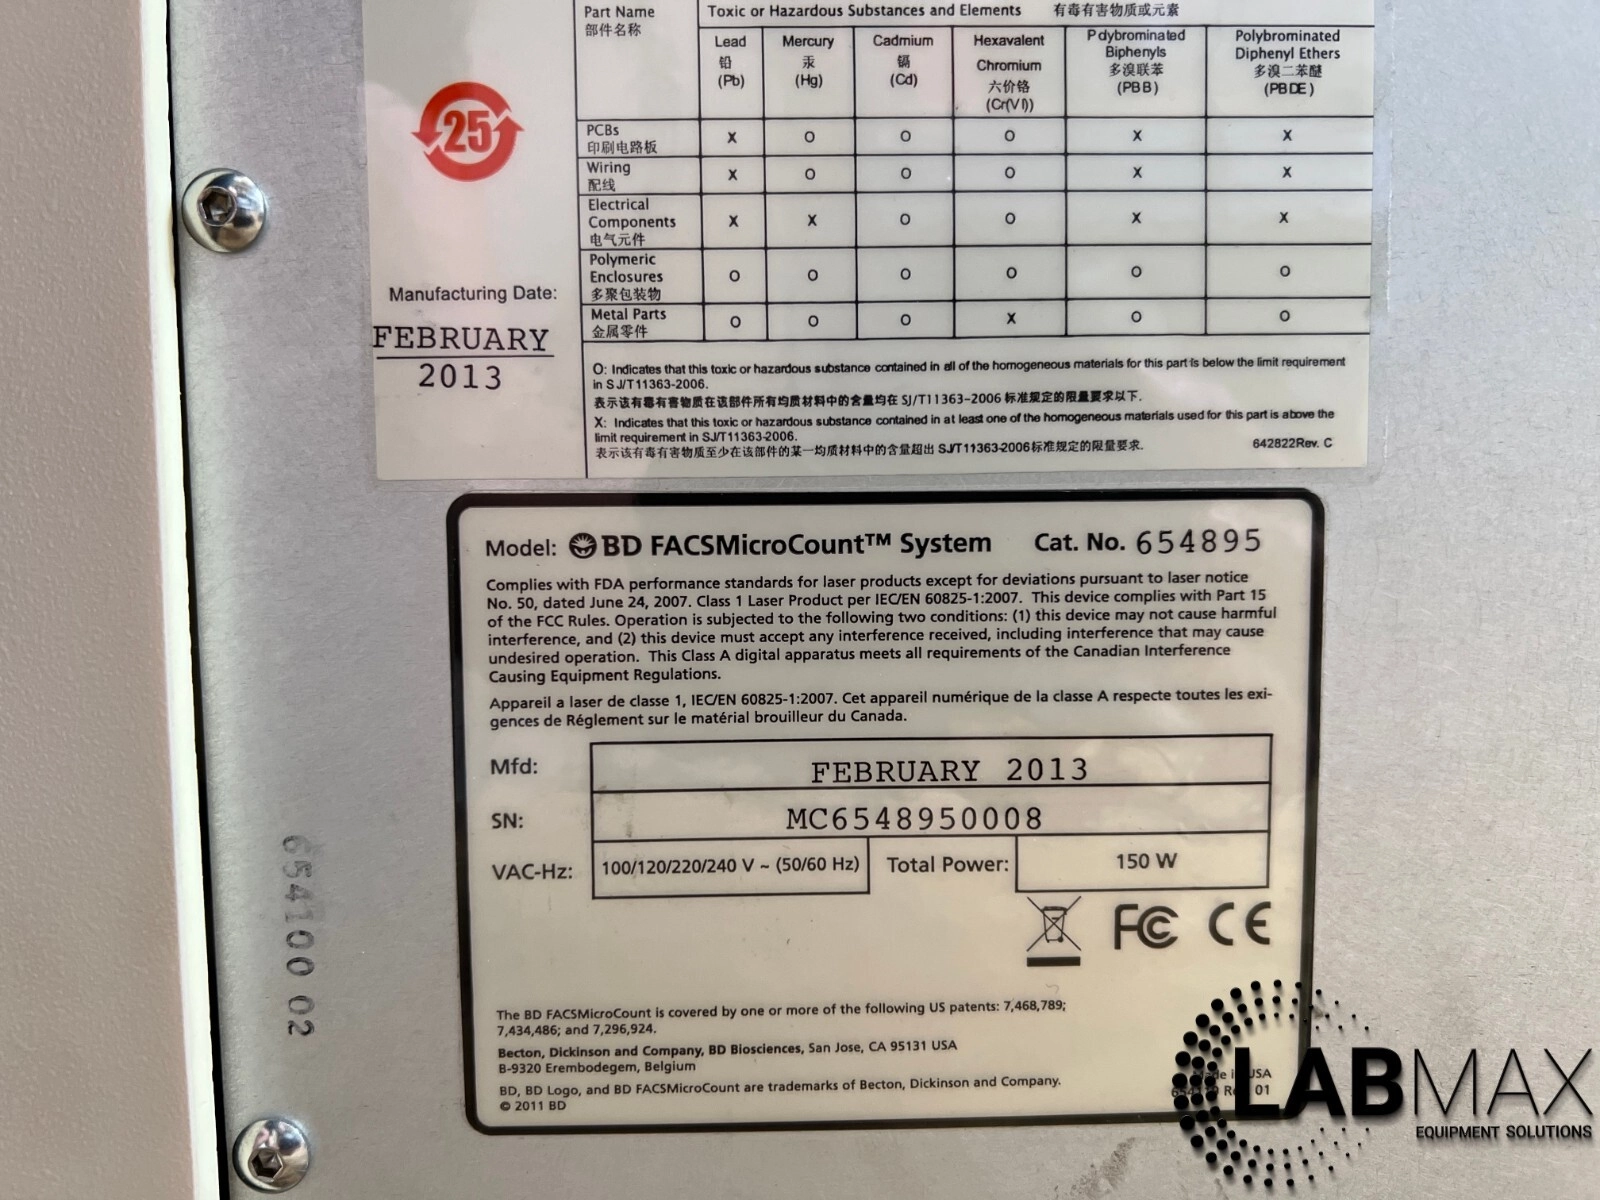 Part Name
部件名称
Toxic or Hazardous Substances and Elements 有毒有害物质或元素
Lead
铅
(Pb)
Mercury
汞
(Hg)
Cadmium
镉
(Cd)
Hexavalent
Chromium
六价铬
(Cr(VI))
Polybrominated
Biphenyls
多溴联苯
(PBB)
Polybrominated
Diphenyl Ethers
多溴二苯醚
(PBDE)
PCBs
印刷电路板
X O O O X X
Wiring
配线
X O O O X X
Electrical
Components
电气元件
X X O O X X
Polymeric
Enclosures
多聚包装物
O O O O O O
Metal Parts
金属零件
O O O X O O
25
Manufacturing Date:
FEBRUARY
2013
O: Indicates that this toxic or hazardous substance contained in all of the homogeneous materials for this part is below the limit requirement
in SJ/T11363-2006.
表示该有毒有害物质在该部件所有均质材料中的含量均在 SJ/T11363-2006 标准规定的限量要求以下.
X: Indicates that this toxic or hazardous substance contained in at least one of the homogeneous materials used for this part is above the
limit requirement in SJ/T11363-2006.
表示该有毒有害物质至少在该部件的某一均质材料中的含量超出 SJ/T11363-2006标准规定的限量要求.
642822Rev. C
Model: BD FACSMicroCount™ System Cat. No. 654895
Complies with FDA performance standards for laser products except for deviations pursuant to laser notice
No. 50, dated June 24, 2007. Class 1 Laser Product per IEC/EN 60825-1:2007. This device complies with Part 15
of the FCC Rules. Operation is subjected to the following two conditions: (1) this device may not cause harmful
interference, and (2) this device must accept any interference received, including interference that may cause
undesired operation. This Class A digital apparatus meets all requirements of the Canadian Interference
Causing Equipment Regulations.
Appareil a laser de classe 1, IEC/EN 60825-1:2007. Cet appareil numérique de la classe A respecte toutes les exi-
gences de Réglement sur le matérial brouilleur du Canada.
Mfd: FEBRUARY 2013
SN: MC6548950008
VAC-Hz: 100/120/220/240 V ~ (50/60 Hz) Total Power: 150 W
FC CE
The BD FACSMicroCount is covered by one or more of the following US patents: 7,468,789;
7,434,486; and 7,296,924.
Becton, Dickinson and Company, BD Biosciences, San Jose, CA 95131 USA
B-9320 Erembodegem, Belgium
BD, BD Logo, and BD FACSMicroCount are trademarks of Becton, Dickinson and Company.
© 2011 BD
Made in USA
01
654100 02
LABMAX
EQUIPMENT SOLUTIONS